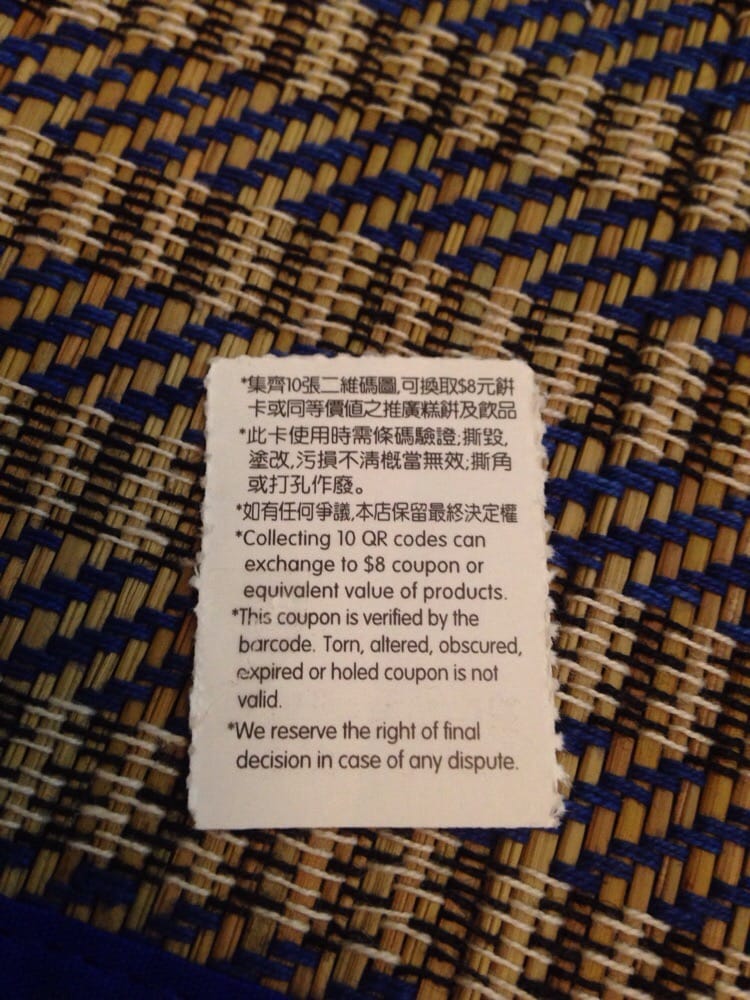 *集齊10張二維碼圖,可換取$8元餅
卡或同等價值之推廣糕餅及飲品
*此卡使用時需條碼驗證;撕毀,
塗改,污損不淸概當無效;撕角
或打孔作廢。
*如有任何爭議,本店保留最終決定權
*Collecting 10 QR codes can
exchange to $8 coupon or
equivalent value of products.
*This coupon is verified by the
barcode. Torn, altered, obscured,
expired or holed coupon is not
valid.
*We reserve the right of final
decision in case of any dispute.